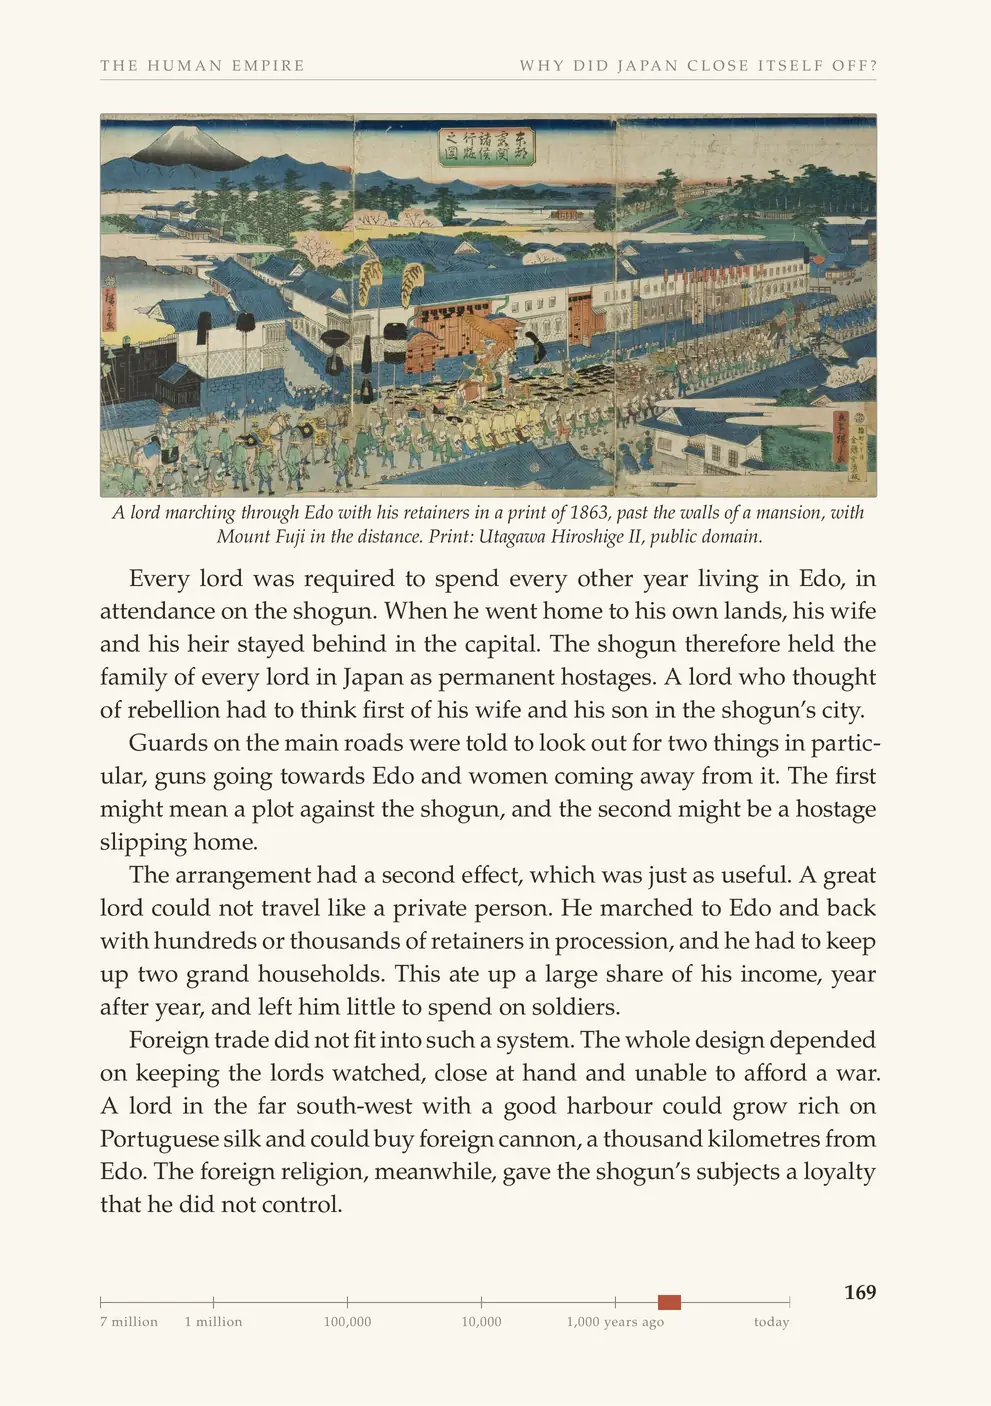 THE HUMAN EMPIRE
WHY DID JAPAN CLOSE ITSELF OFF?
東都
霞関
諸侯
行粧
之図
A lord marching through Edo with his retainers in a print of 1863, past the walls of a mansion, with
Mount Fuji in the distance. Print: Utagawa Hiroshige II, public domain.
Every lord was required to spend every other year living in Edo, in
attendance on the shogun. When he went home to his own lands, his wife
and his heir stayed behind in the capital. The shogun therefore held the
family of every lord in Japan as permanent hostages. A lord who thought
of rebellion had to think first of his wife and his son in the shogun’s city.
Guards on the main roads were told to look out for two things in partic-
ular, guns going towards Edo and women coming away from it. The first
might mean a plot against the shogun, and the second might be a hostage
slipping home.
The arrangement had a second effect, which was just as useful. A great
lord could not travel like a private person. He marched to Edo and back
with hundreds or thousands of retainers in procession, and he had to keep
up two grand households. This ate up a large share of his income, year
after year, and left him little to spend on soldiers.
Foreign trade did not fit into such a system. The whole design depended
on keeping the lords watched, close at hand and unable to afford a war.
A lord in the far south-west with a good harbour could grow rich on
Portuguese silk and could buy foreign cannon, a thousand kilometres from
Edo. The foreign religion, meanwhile, gave the shogun’s subjects a loyalty
that he did not control.
169
7 million
1 million
100,000
10,000
1,000 years ago
today